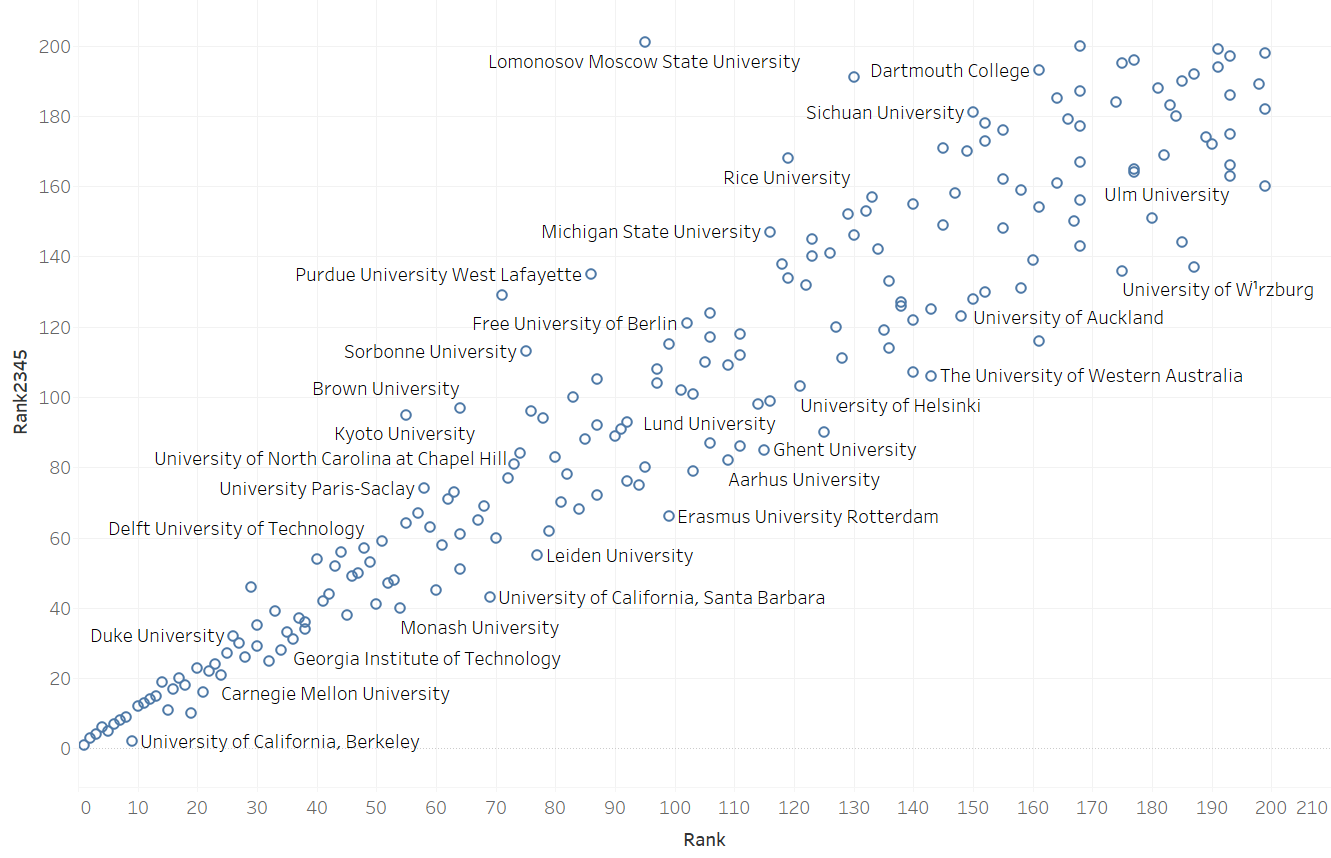 200
Lomonosov Moscow State University
Dartmouth College
180
Sichuan University
Rice University
160
Ulm University
Michigan State University
140
Purdue University West Lafayette
University of W¹rzburg
120
Free University of Berlin
University of Auckland
Sorbonne University
Rank2345
Brown University
The University of Western Australia
100
University of Helsinki
Kyoto University
Lund University
University of North Carolina at Chapel Hill
Ghent University
80
University Paris-Saclay
Aarhus University
Delft University of Technology
Erasmus University Rotterdam
60
Leiden University
40
University of California, Santa Barbara
Duke University
Monash University
Georgia Institute of Technology
20
Carnegie Mellon University
0
University of California, Berkeley
0 10 20 30 40 50 60 70 80 90 100 110 120 130 140 150 160 170 180 190 200 210
Rank